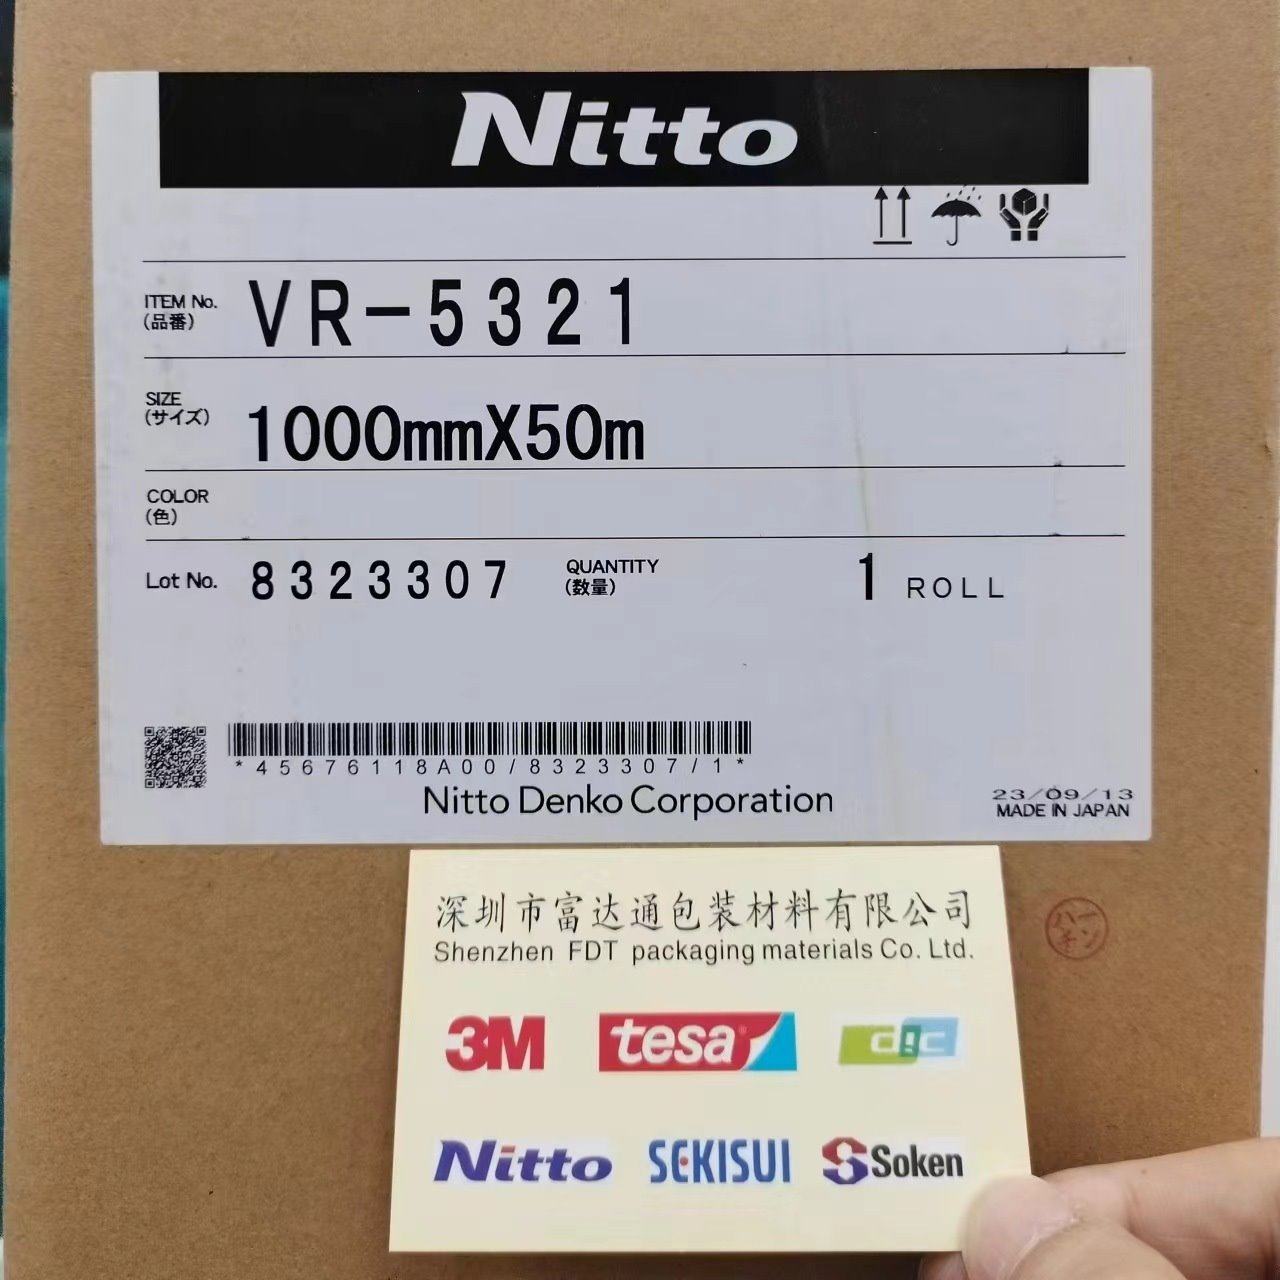 Nitto
ITEM No. VR-5321
(品番)
SIZE
(サイズ) 1000mmX50m
COLOR
(色)
Lot No. 8323307 QUANTITY 1 ROLL
(数量)
*45676118A00/8323307/1*
Nitto Denko Corporation
23/09/13
MADE IN JAPAN
深圳市富达通包装材料有限公司
Shenzhen FDT packaging materials Co. Ltd.
3M tesa® dic
Nitto SEKISUI Soken